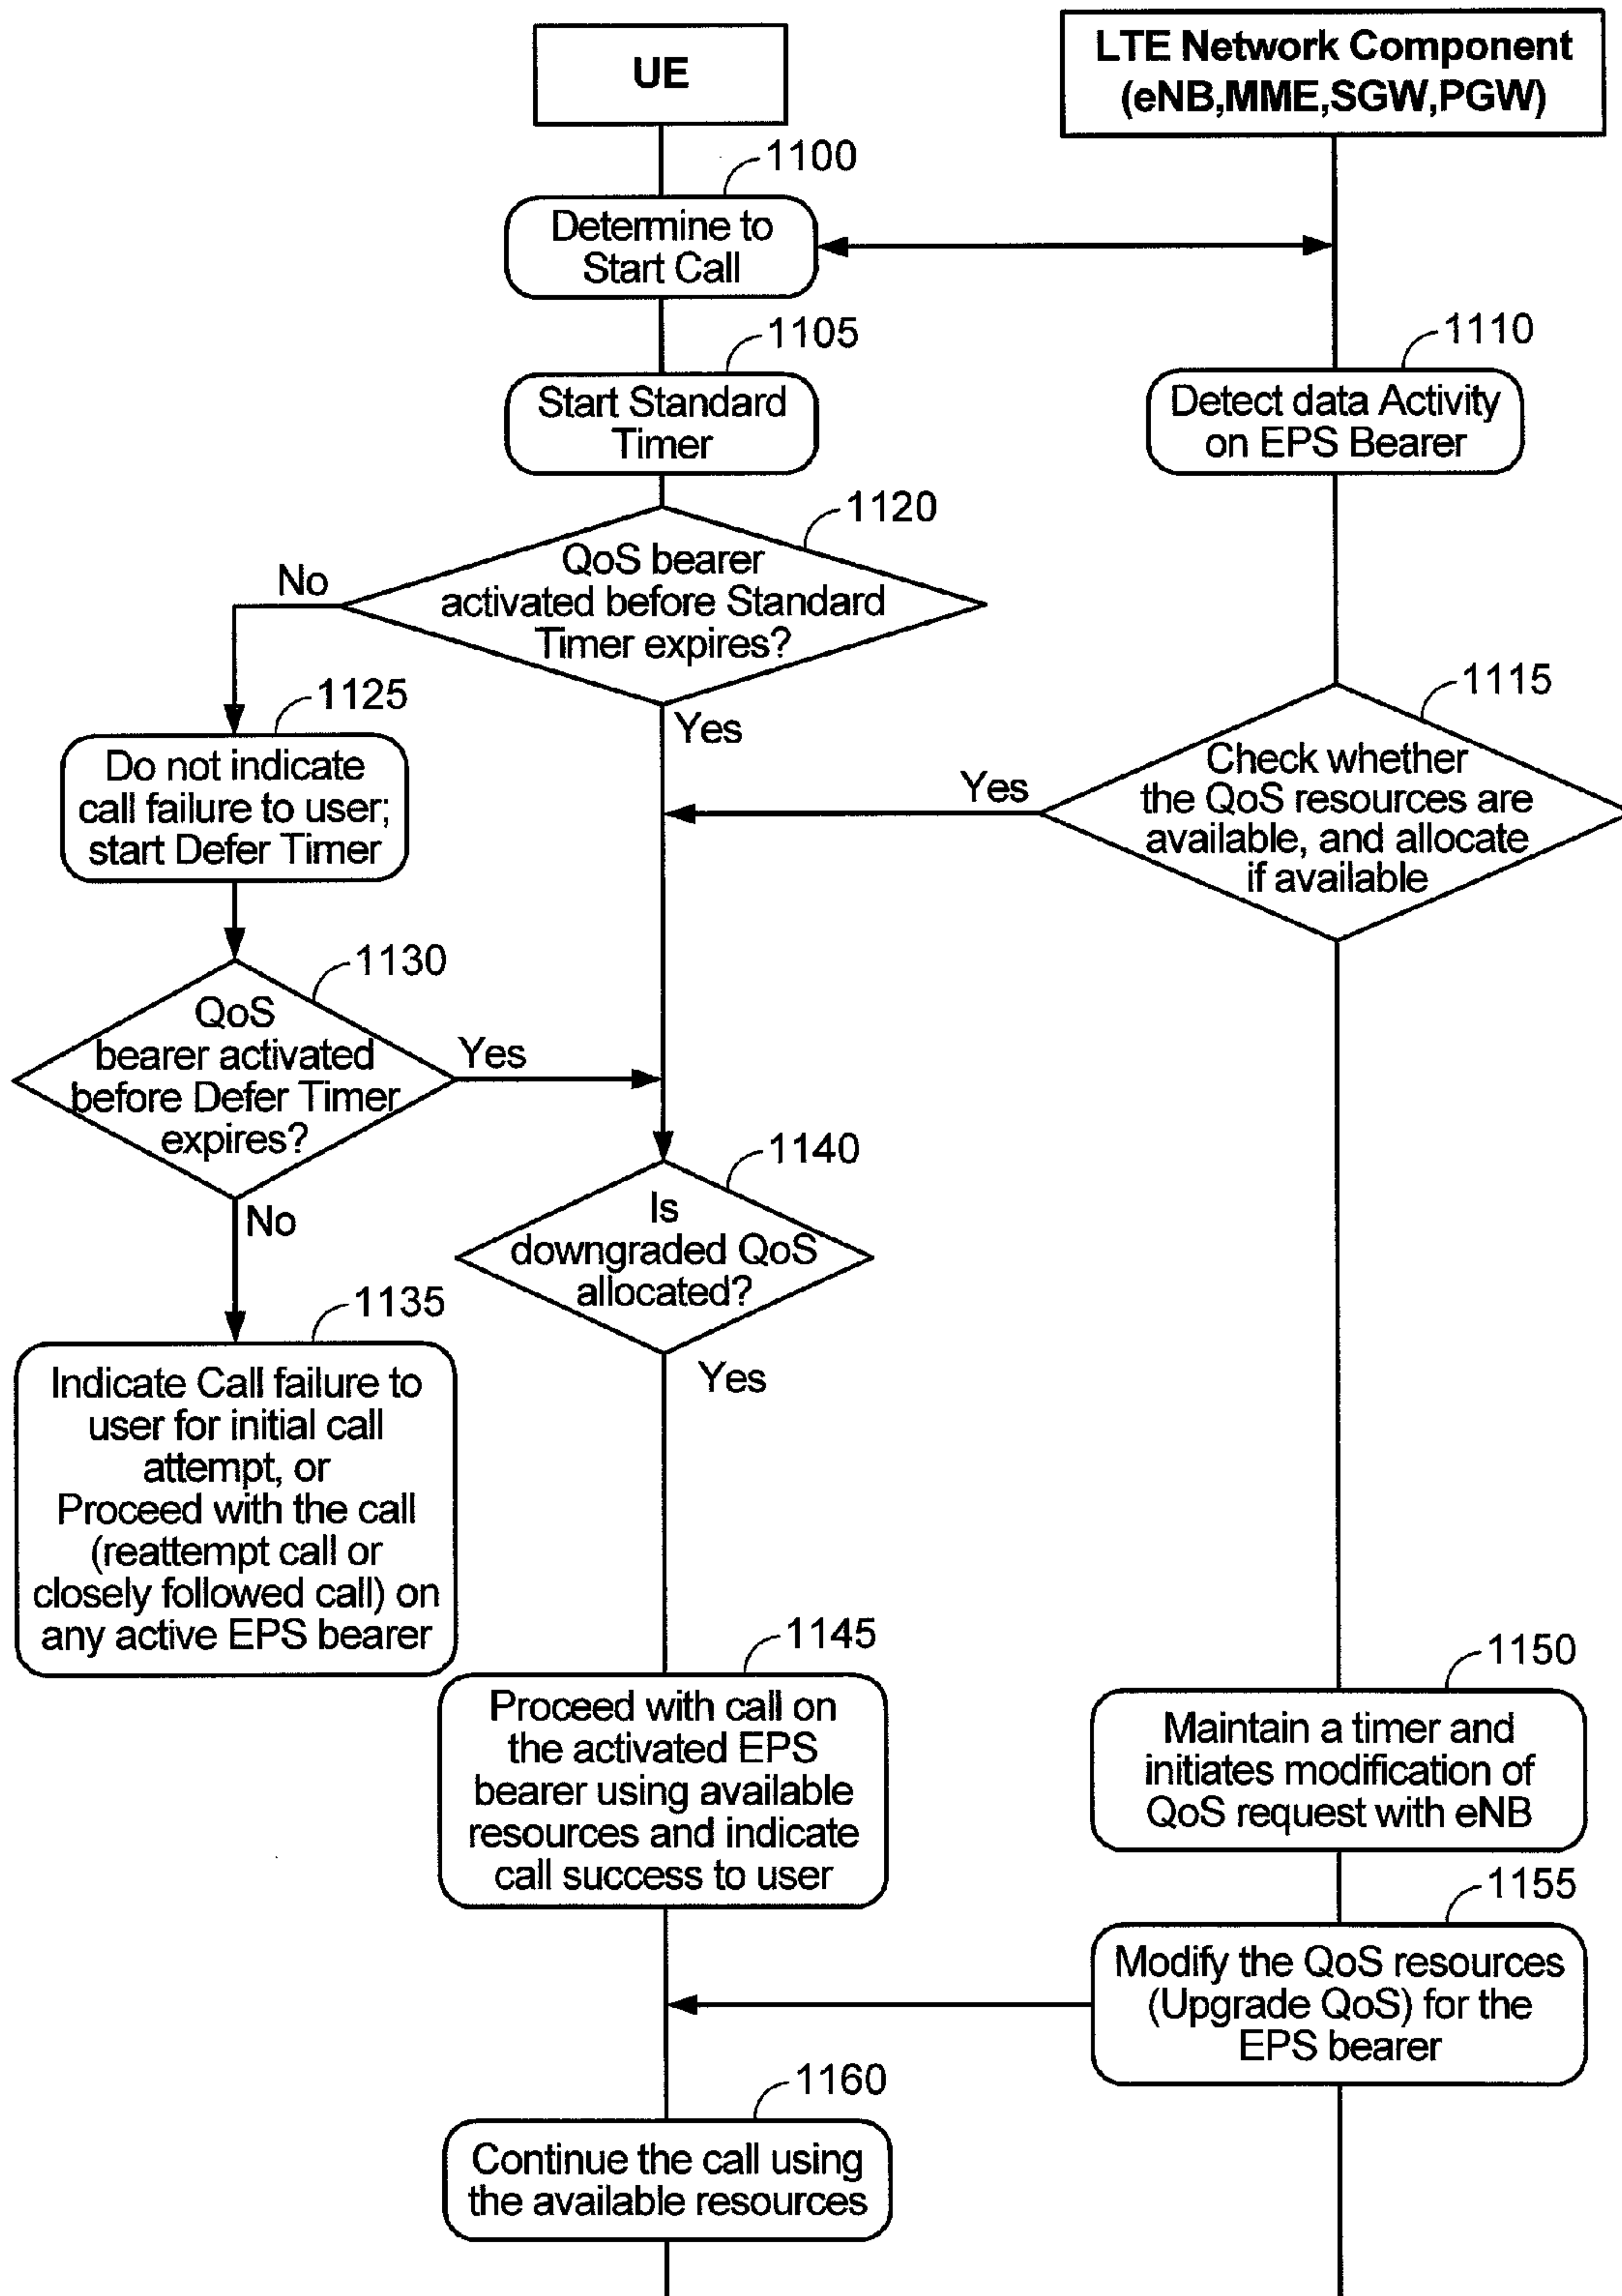 UE
LTE Network Component
(eNB,MME,SGW,PGW)
1100
Determine to
Start Call
1105
Start Standard
Timer
1110
Detect data Activity
on EPS Bearer
1120
QoS bearer
activated before Standard
Timer expires?
No
Yes
1115
Check whether
the QoS resources are
available, and allocate
if available
Yes
1125
Do not indicate
call failure to user;
start Defer Timer
1130
QoS
bearer activated
before Defer Timer
expires?
Yes
No
1140
Is
downgraded QoS
allocated?
Yes
1135
Indicate Call failure to
user for initial call
attempt, or
Proceed with the call
(reattempt call or
closely followed call) on
any active EPS bearer
1145
Proceed with call on
the activated EPS
bearer using available
resources and indicate
call success to user
1150
Maintain a timer and
initiates modification of
QoS request with eNB
1155
Modify the QoS resources
(Upgrade QoS) for the
EPS bearer
1160
Continue the call using
the available resources